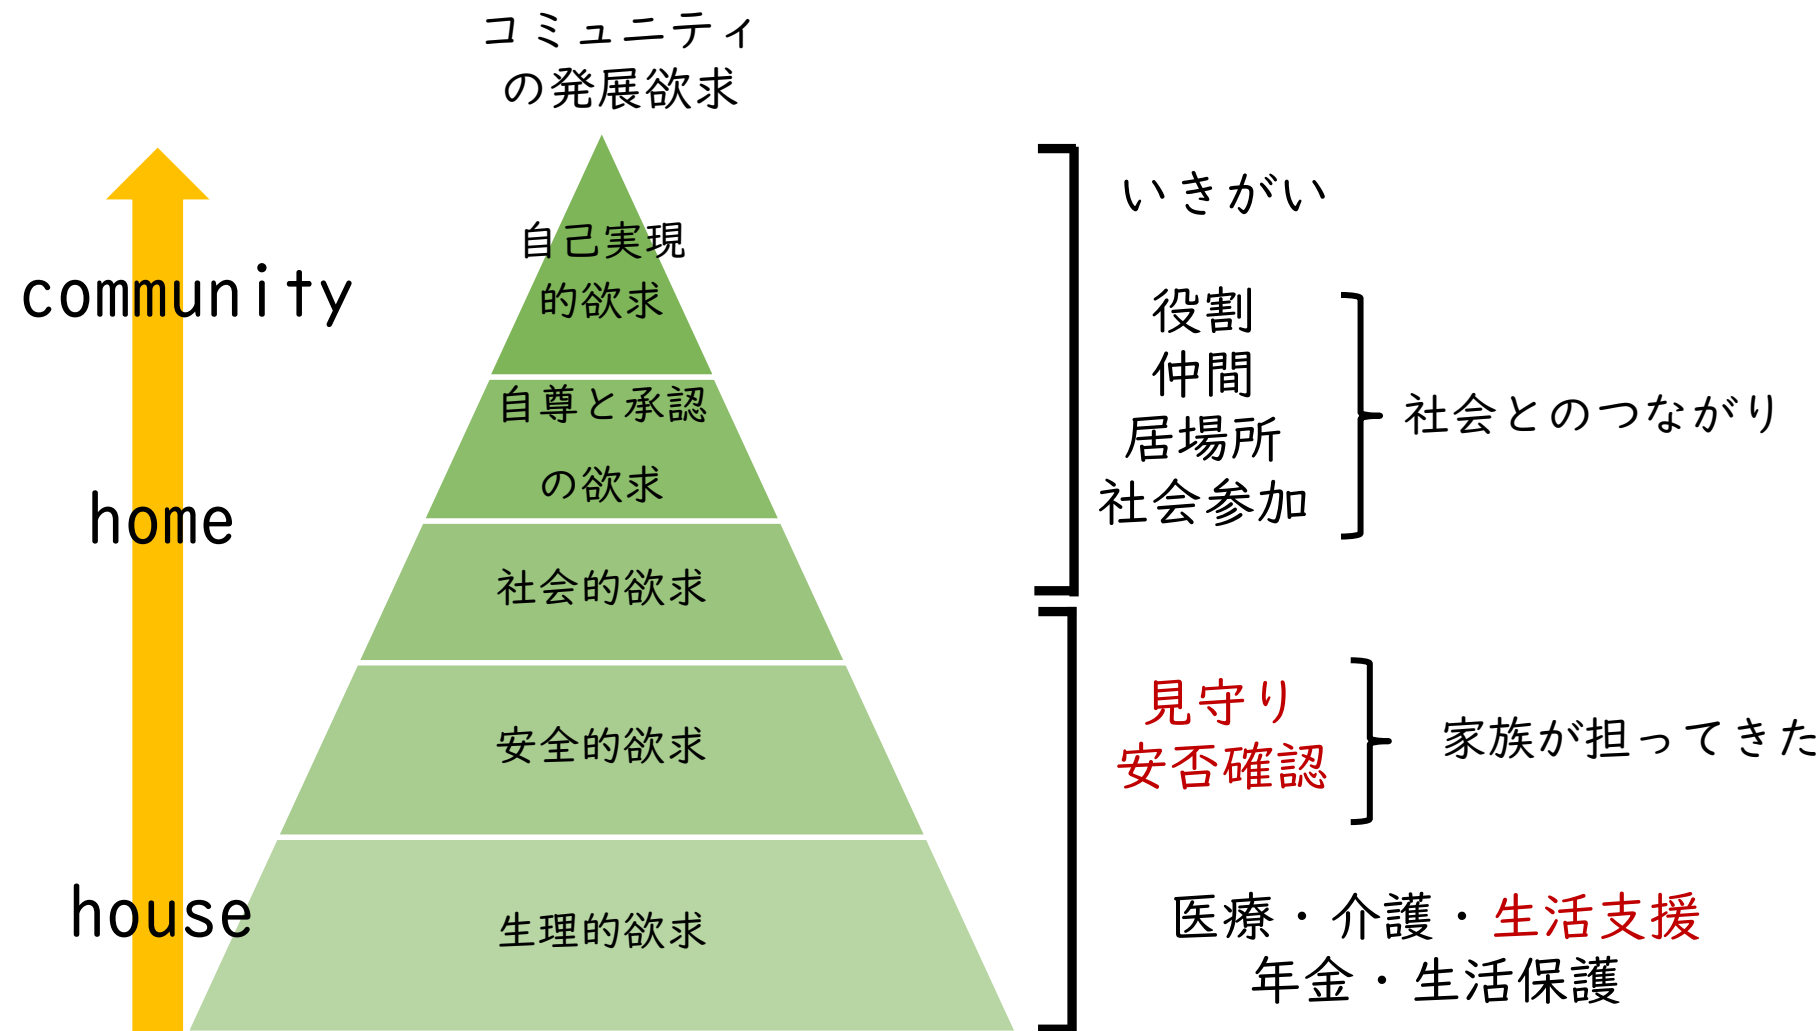 コミュニティ
の発展欲求
community
home
house
自己実現
的欲求
自尊と承認
の欲求
社会的欲求
安全的欲求
生理的欲求
いきがい
役割
仲間
居場所
社会参加
社会とのつながり
見守り
安否確認
家族が担ってきた
医療・介護・生活支援
年金・生活保護